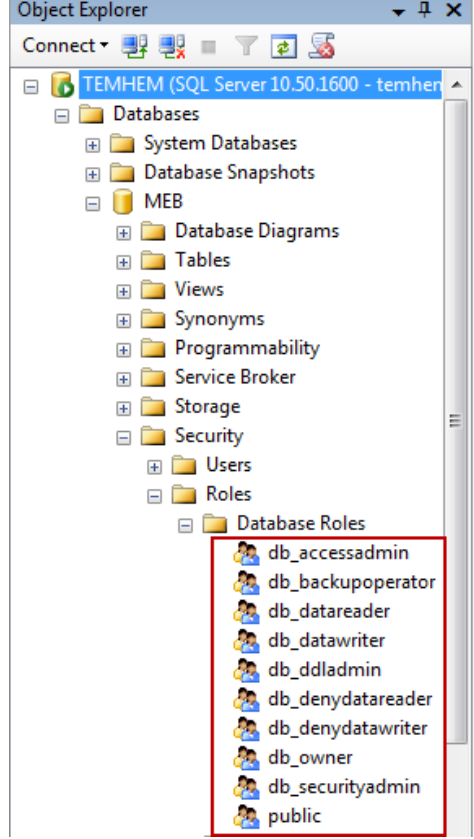 Object Explorer
Connect
TEMHEM (SQL Server 10.50.1600 - temhen
Databases
System Databases
Database Snapshots
MEB
Database Diagrams
Tables
Views
Synonyms
Programmability
Service Broker
Storage
Security
Users
Roles
Database Roles
db_accessadmin
db_backupoperator
db_datareader
db_datawriter
db_ddladmin
db_denydatareader
db_denydatawriter
db_owner
db_securityadmin
public